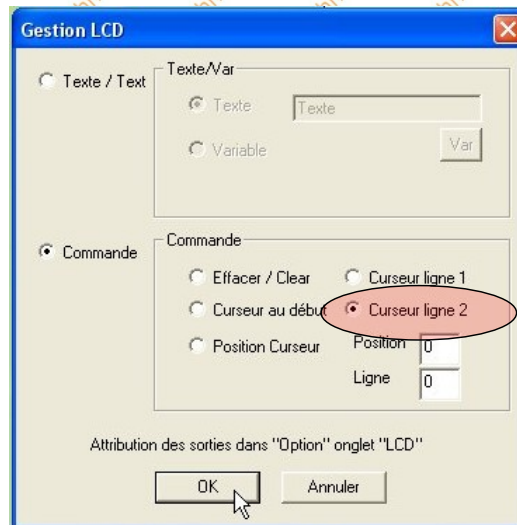 Gestion LCD
Texte / Text
Texte/Var
Texte
Texte
Variable
Var
Commande
Commande
Effacer / Clear
Curseur ligne 1
Curseur au début
Curseur ligne 2
Position Curseur
Position
0
Ligne
0
Attribution des sorties dans "Option" onglet "LCD"
OK
Annuler